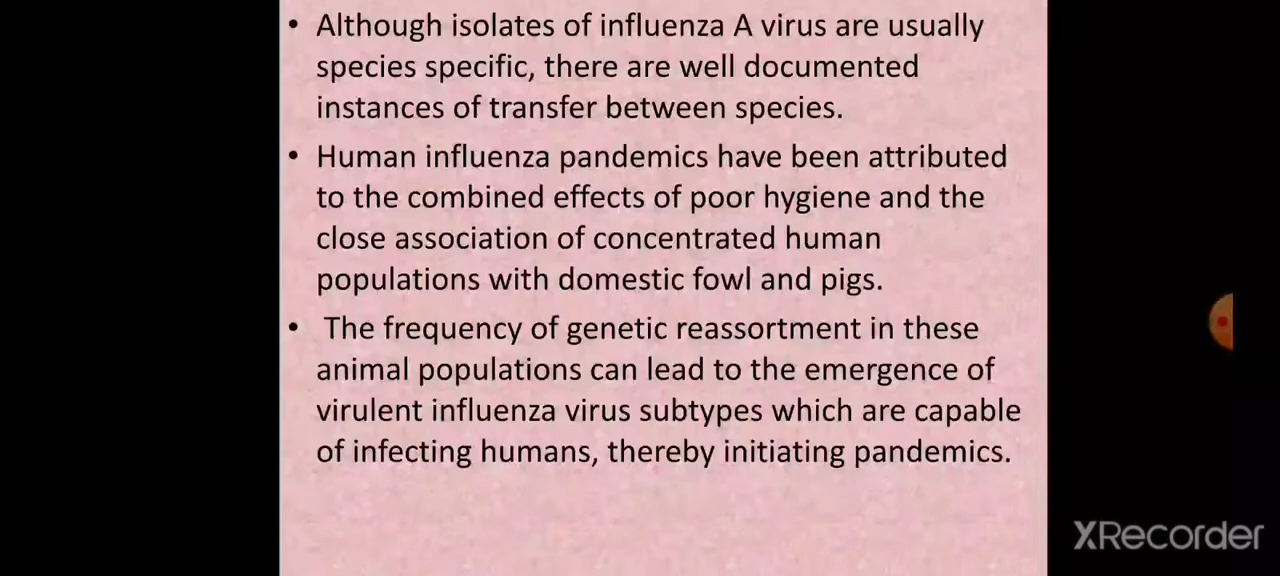 • Although isolates of influenza A virus are usually
species specific, there are well documented
instances of transfer between species.
• Human influenza pandemics have been attributed
to the combined effects of poor hygiene and the
close association of concentrated human
populations with domestic fowl and pigs.
• The frequency of genetic reassortment in these
animal populations can lead to the emergence of
virulent influenza virus subtypes which are capable
of infecting humans, thereby initiating pandemics.
XRecorder